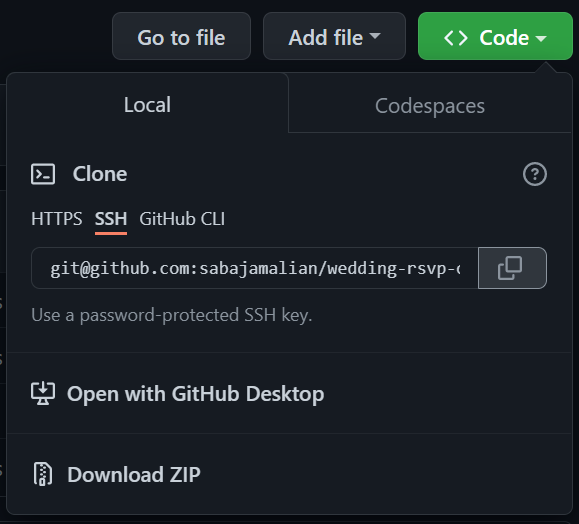 Go to file Add file <> Code
Local Codespaces
Clone
HTTPS SSH GitHub CLI
git@github.com:sabajamalian/wedding-rsvp-
Use a password-protected SSH key.
Open with GitHub Desktop
Download ZIP